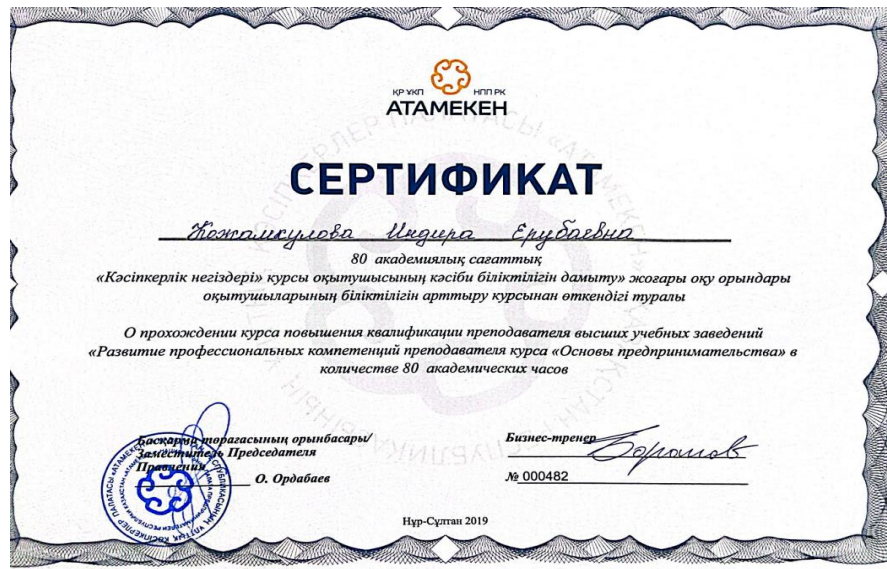 ҚР ҰКП НПП РК
АТАМЕКЕН
СЕРТИФИКАТ
Кожамкулова Индира Ерубаевна
80 академиялық сағаттық
«Кәсіпкерлік негіздері» курсы оқытушысының кәсіби біліктілігін дамыту» жоғары оқу орындары
оқытушыларының біліктілігін арттыру курсынан өткендігі туралы
О прохождении курса повышения квалификации преподавателя высших учебных заведений
«Развитие профессиональных компетенций преподавателя курса «Основы предпринимательства» в
количестве 80 академических часов
Басқарма төрағасының орынбасары/
Заместитель Председателя
Правления
О. Ордабаев
Бизнес-тренер
№ 000482
Нұр-Сұлтан 2019